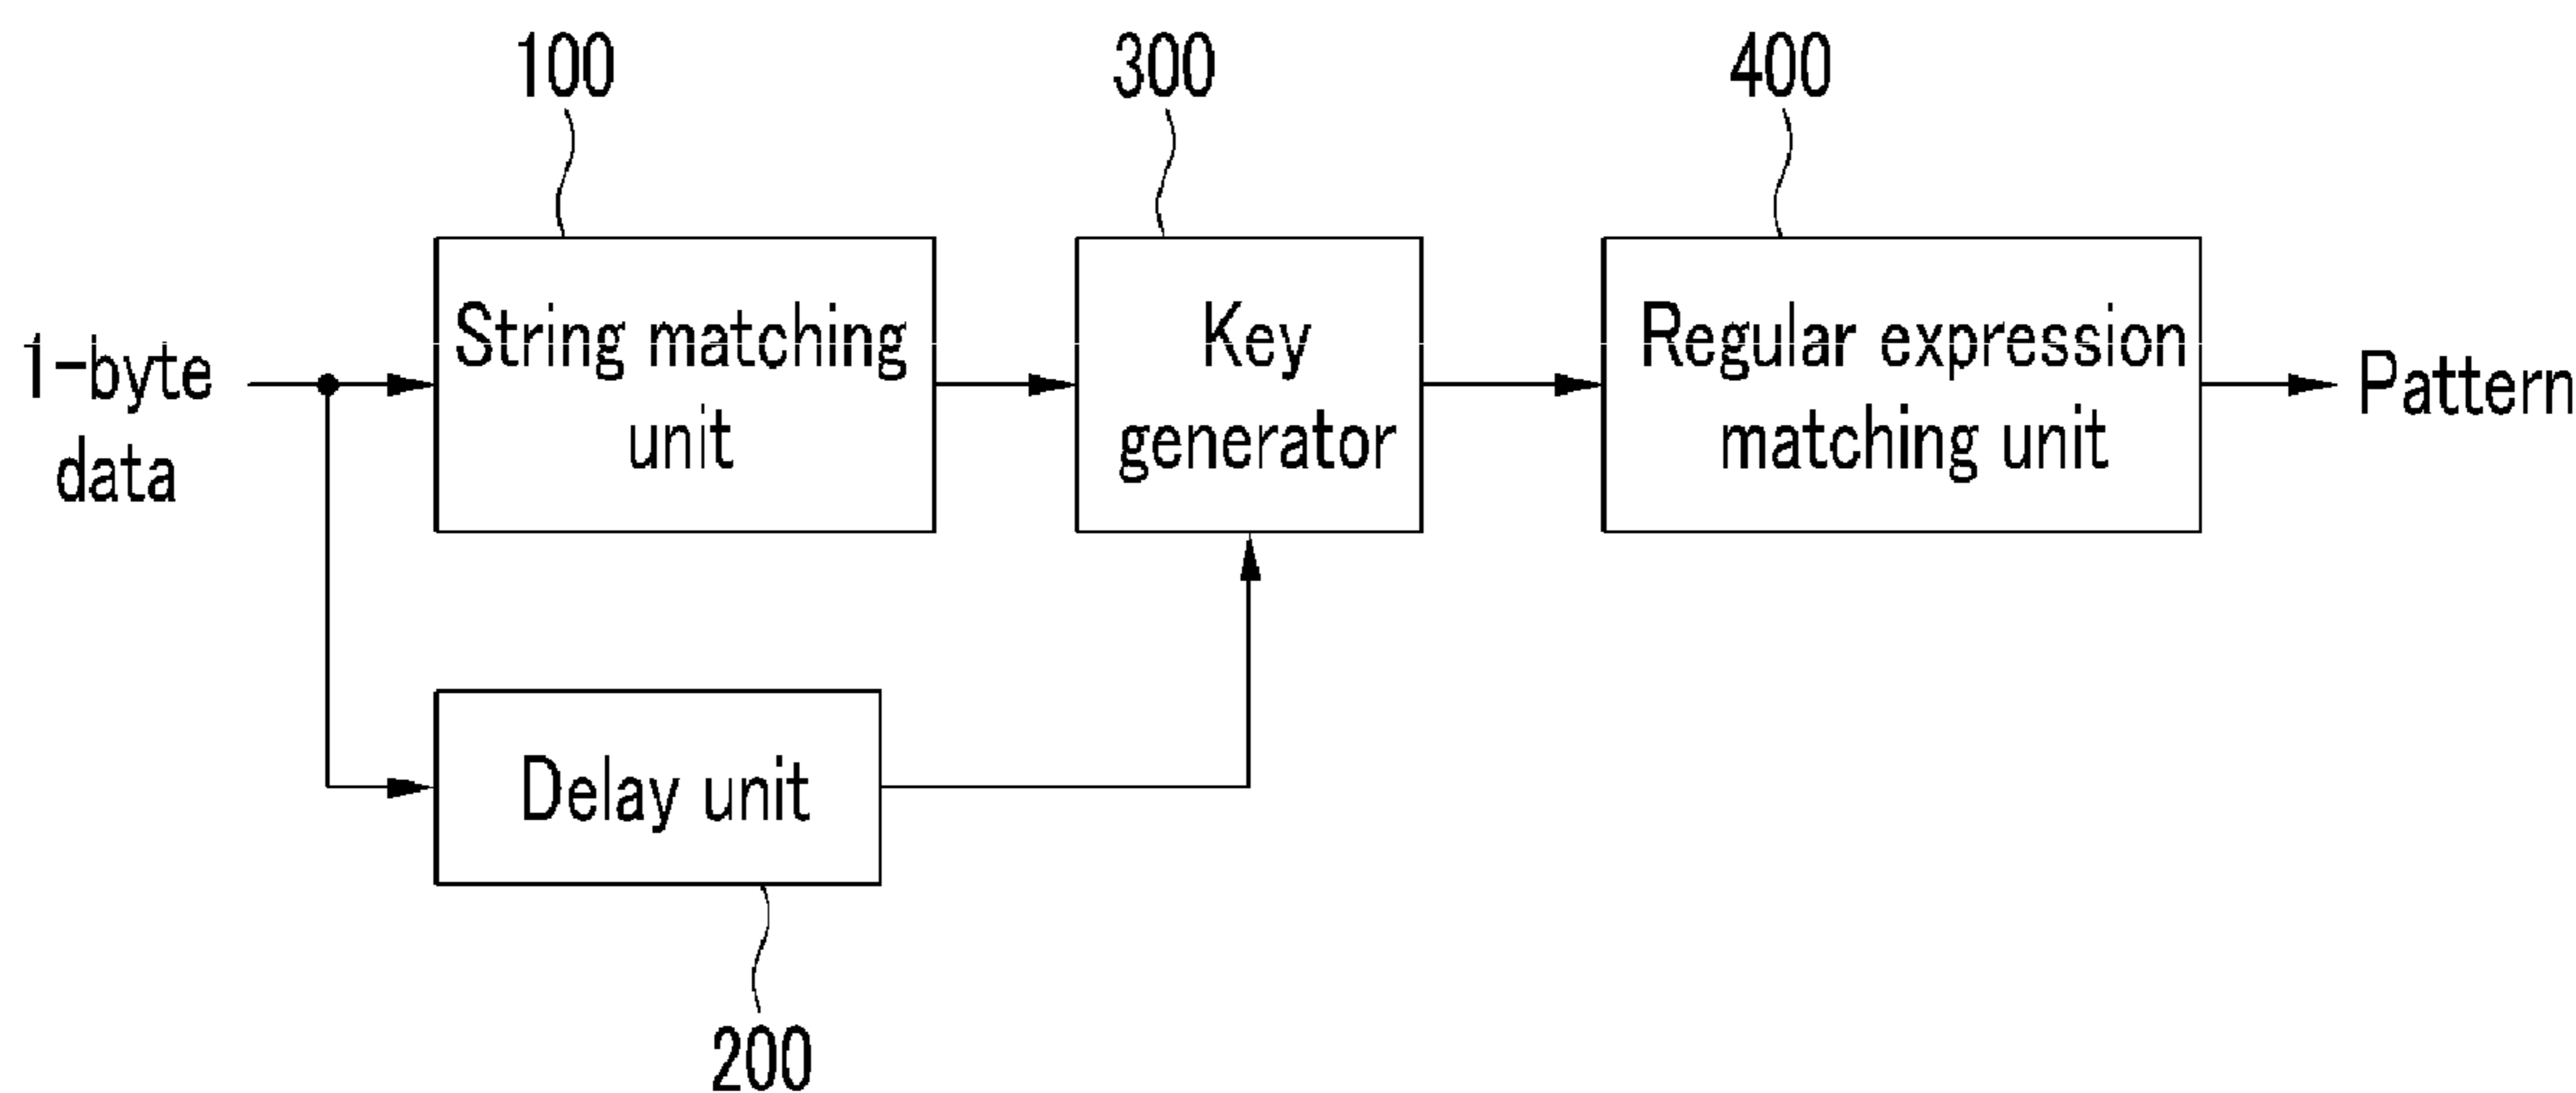 100
300
400
1-byte
data
String matching
unit
Key
generator
Regular expression
matching unit
Pattern
Delay unit
200